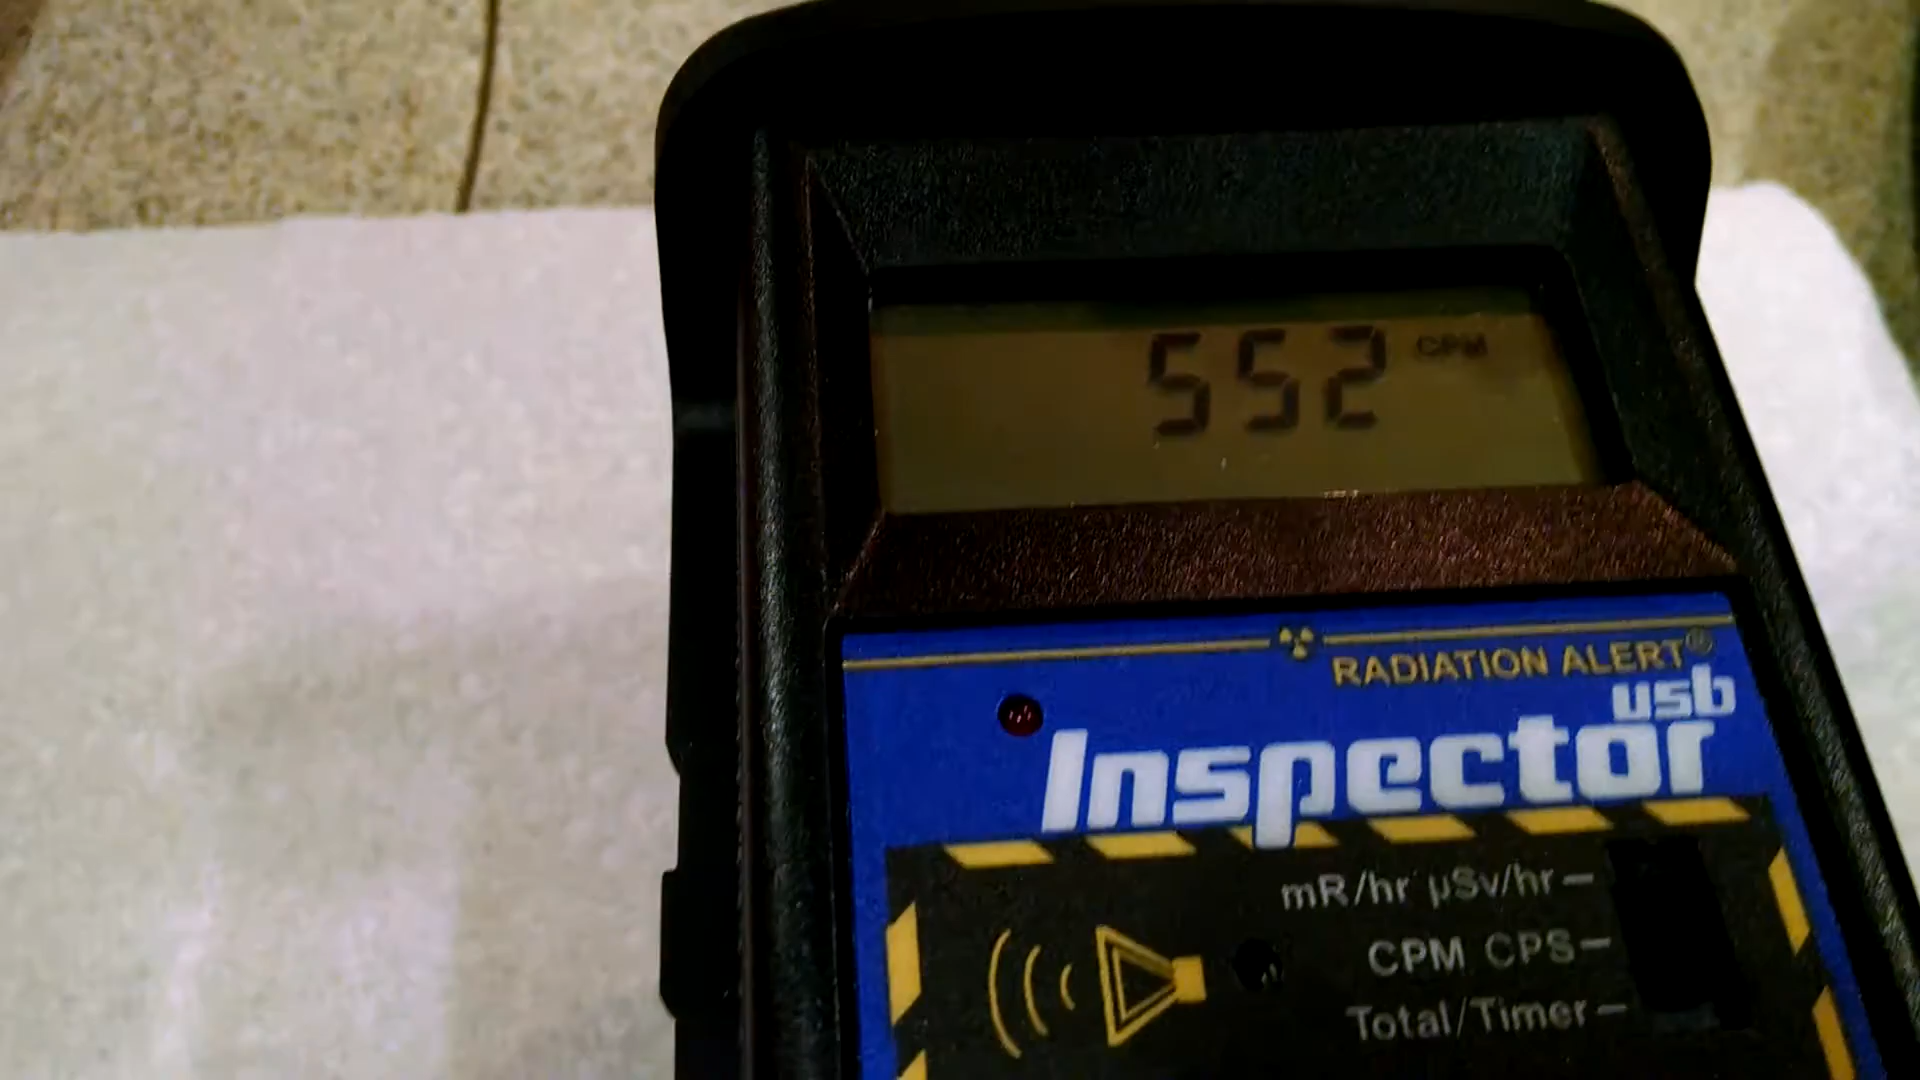 552 CPM
RADIATION ALERT®
usb
Inspector
mR/hr µSv/hr
CPM CPS
Total/Timer